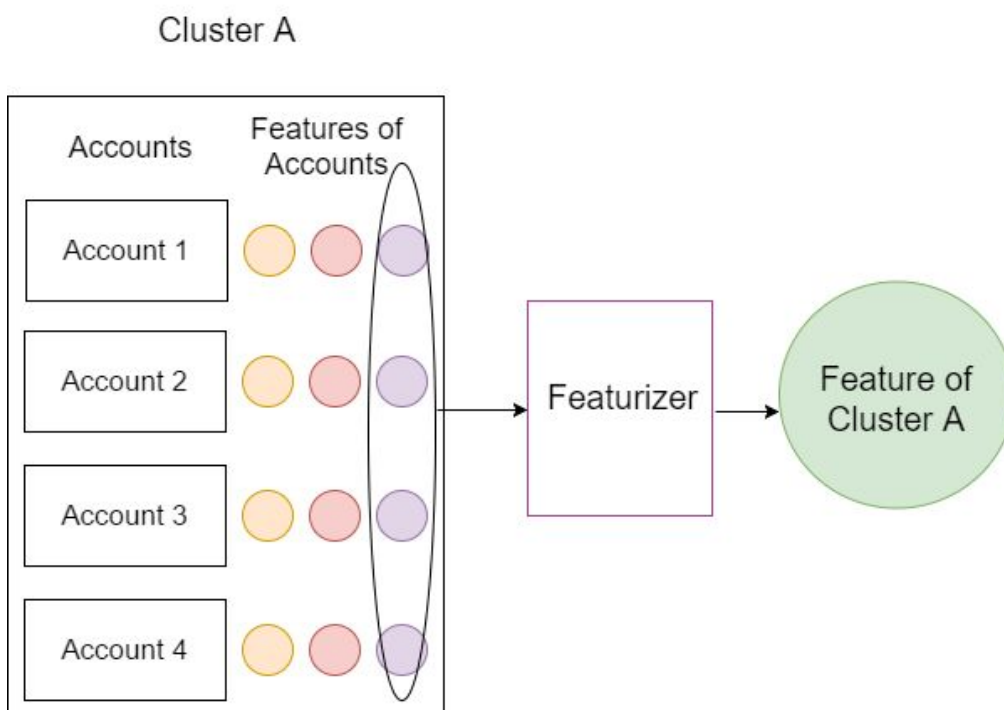 Cluster A
Accounts
Features of
Accounts
Account 1
Account 2
Account 3
Account 4
Featurizer
Feature of
Cluster A